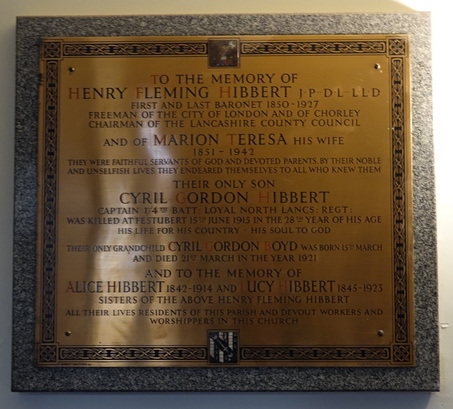 TO THE MEMORY OF
HENRY FLEMING HIBBERT J·P·D·L·LL·D
FIRST AND LAST BARONET 1850-1927
FREEMAN OF THE CITY OF LONDON AND OF CHORLEY
CHAIRMAN OF THE LANCASHIRE COUNTY COUNCIL
AND OF MARION TERESA HIS WIFE
1851-1942
THEY WERE FAITHFUL SERVANTS OF GOD AND DEVOTED PARENTS, BY THEIR NOBLE
AND UNSELFISH LIVES THEY ENDEARED THEMSELVES TO ALL WHO KNEW THEM
THEIR ONLY SON
CYRIL GORDON HIBBERT
CAPTAIN 1/4TH BATT: LOYAL NORTH LANCS: REGT:
WAS KILLED AT FESTUBERT 15TH JUNE 1915 IN THE 28TH YEAR OF HIS AGE
HIS LIFE FOR HIS COUNTRY HIS SOUL TO GOD
THEIR ONLY GRANDCHILD CYRIL GORDON BOYD WAS BORN 15TH MARCH
AND DIED 21ST MARCH IN THE YEAR 1921
AND TO THE MEMORY OF
ALICE HIBBERT 1842-1914 AND LUCY HIBBERT 1845-1923
SISTERS OF THE ABOVE HENRY FLEMING HIBBERT
ALL THEIR LIVES RESIDENTS OF THIS PARISH AND DEVOUT WORKERS AND
WORSHIPPERS IN THIS CHURCH